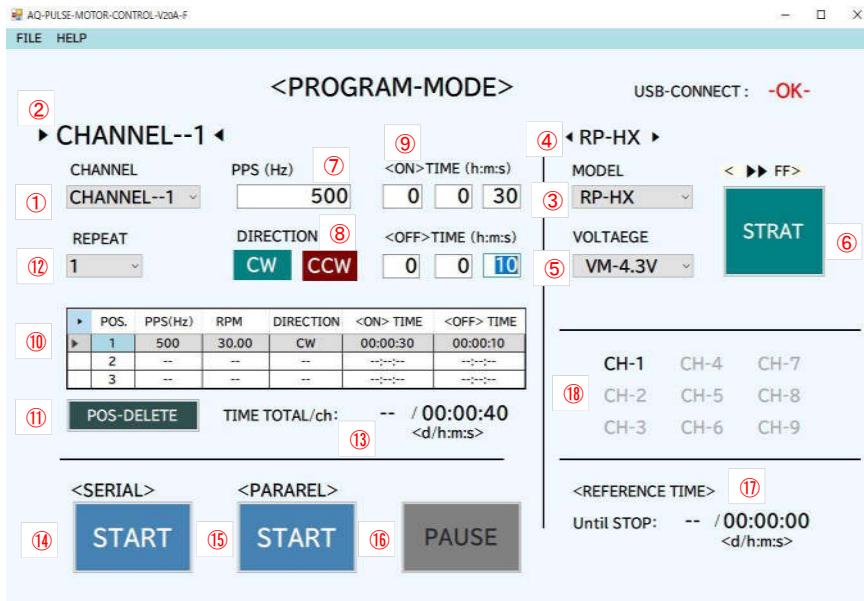 AQ-PULSE-MOTOR-CONTROL-V20A-F
FILE HELP
<PROGRAM-MODE>
USB-CONNECT : -OK-
②
CHANNEL--1
⑨
④
RP-HX
CHANNEL
PPS (Hz)
⑦
<ON>TIME (h:m:s)
MODEL
< ▶▶ FF>
①
CHANNEL--1
500
0 0 30
③
RP-HX
STRAT
⑥
REPEAT
DIRECTION
⑧
<OFF>TIME (h:m:s)
VOLTAEGE
⑫
1
CW
CCW
0 0 10
⑤
VM-4.3V
⑩
POS. PPS(Hz) RPM DIRECTION <ON> TIME <OFF> TIME
1 500 30.00 CW 00:00:30 00:00:10
2 -- -- -- --:--:-- --:--:--
3 -- -- -- --:--:-- --:--:--
⑪
POS-DELETE
TIME TOTAL/ch: -- / 00:00:40
⑬
<d/h:m:s>
⑱
CH-1 CH-4 CH-7
CH-2 CH-5 CH-8
CH-3 CH-6 CH-9
<SERIAL>
<PARAREL>
⑭
START
⑮
START
⑯
PAUSE
<REFERENCE TIME>
⑰
Until STOP: -- / 00:00:00
<d/h:m:s>